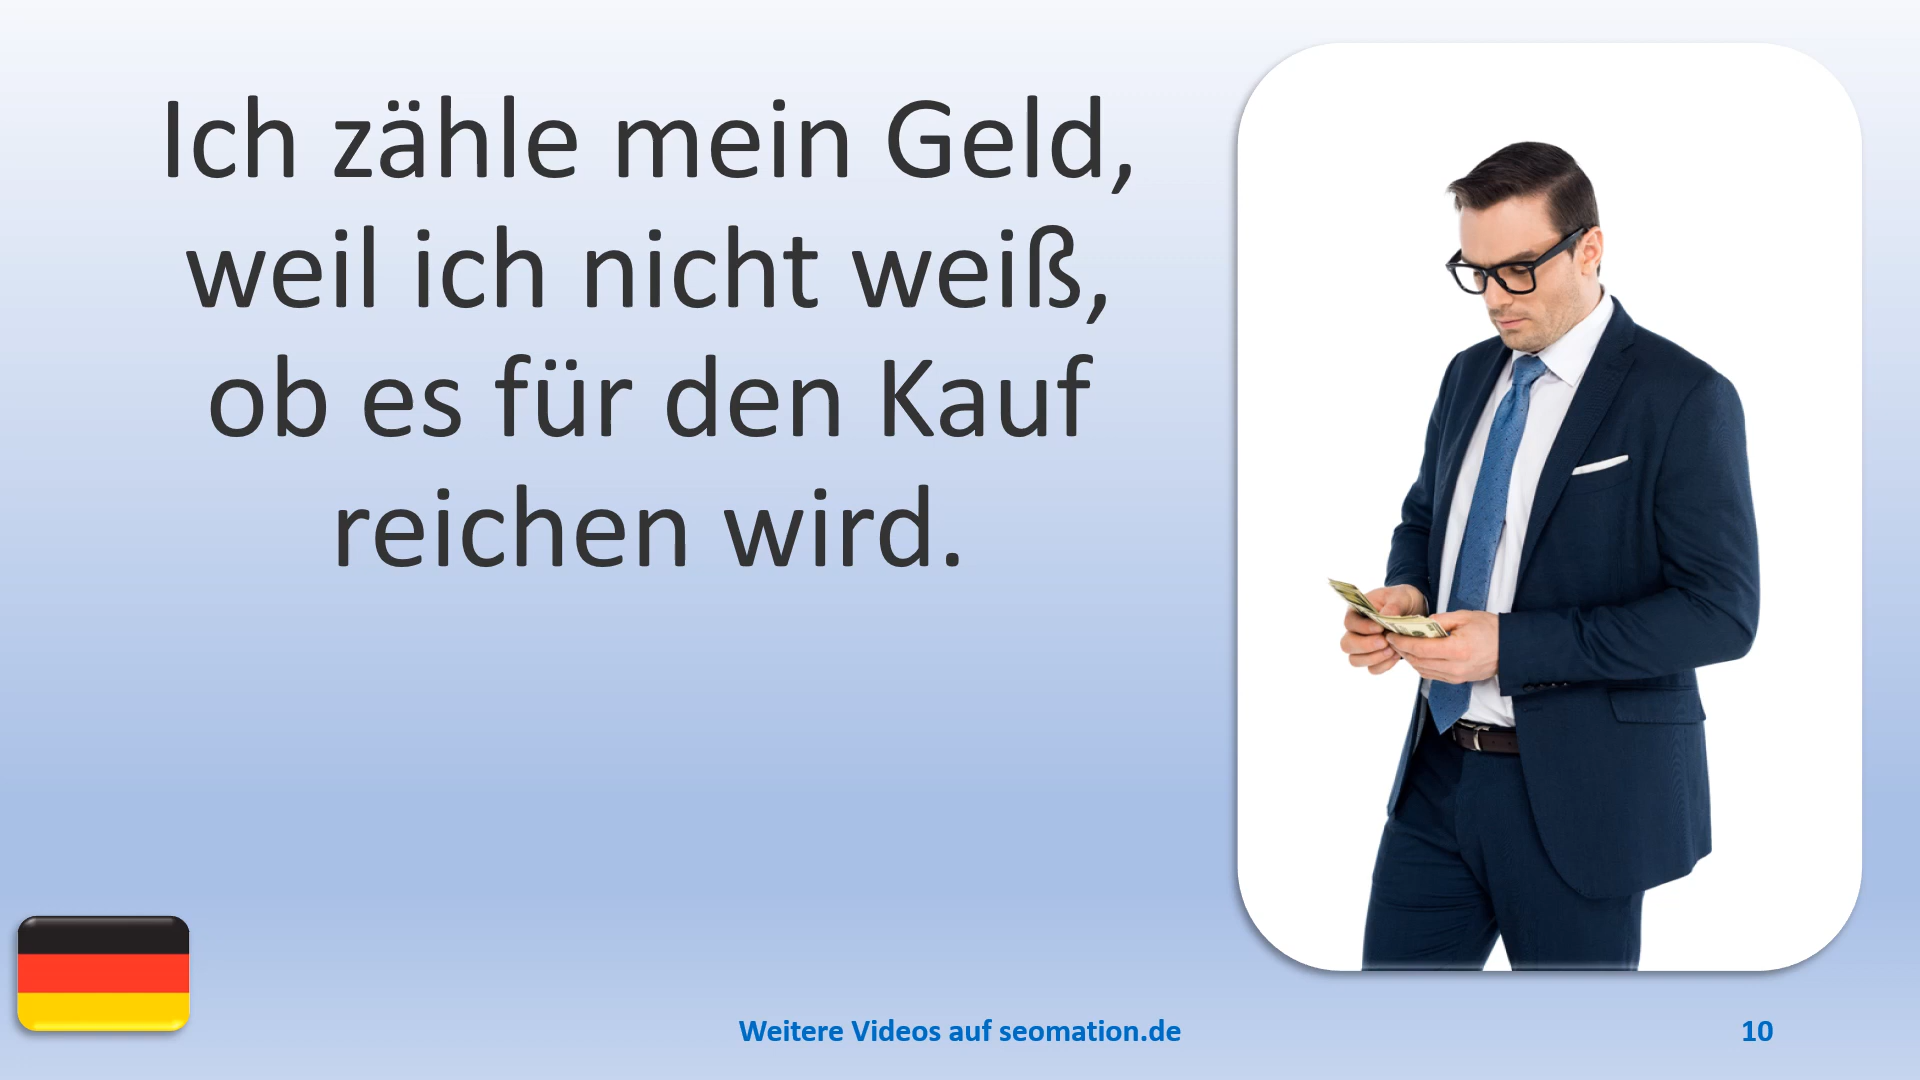 Ich zähle mein Geld,
weil ich nicht weiß,
ob es für den Kauf
reichen wird.
Weitere Videos auf seomation.de
10